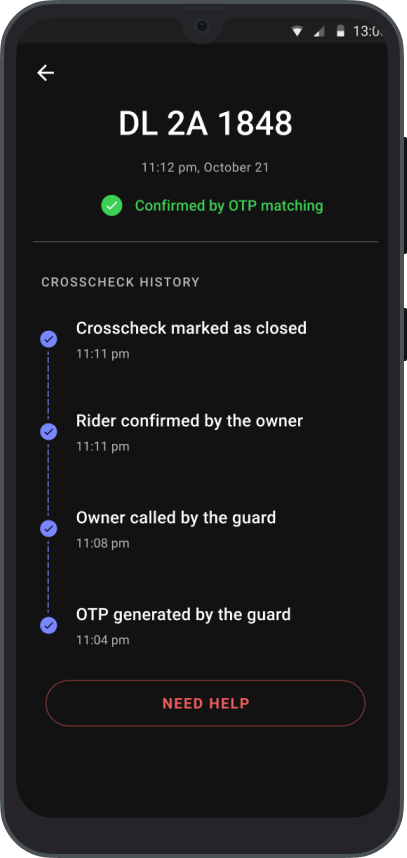 13:0
DL 2A 1848
11:12 pm, October 21
Confirmed by OTP matching
CROSSCHECK HISTORY
Crosscheck marked as closed
11:11 pm
Rider confirmed by the owner
11:11 pm
Owner called by the guard
11:08 pm
OTP generated by the guard
11:04 pm
NEED HELP